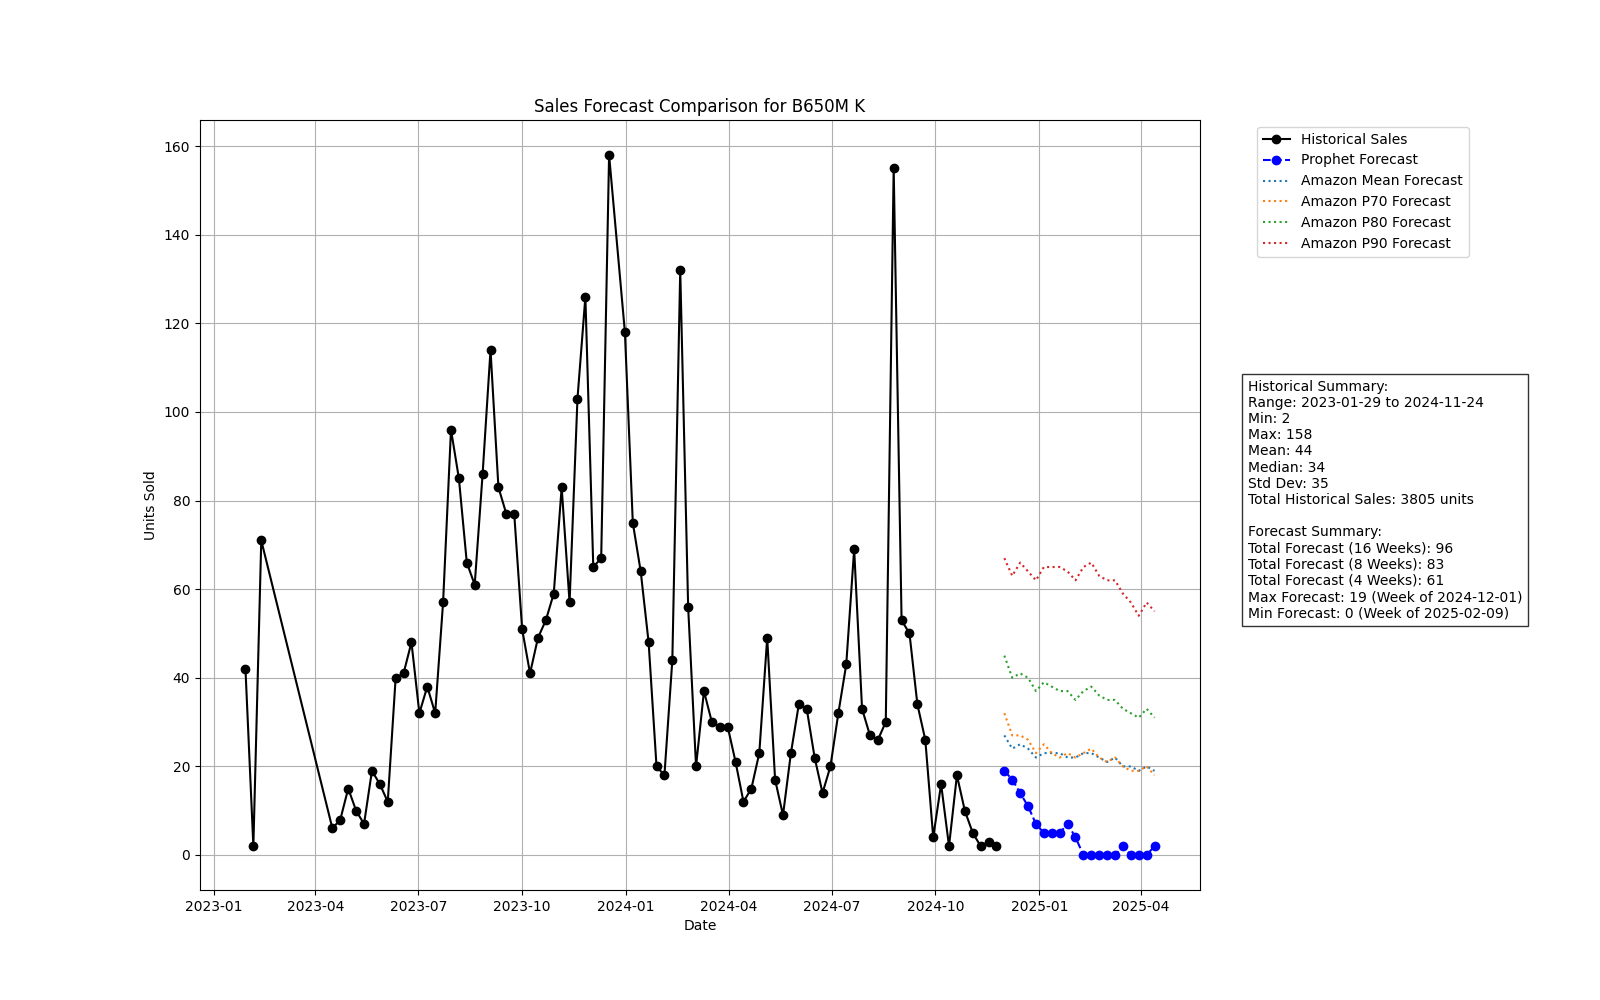 Sales Forecast Comparison for B650M K
160
140
120
100
80
60
40
20
0
Units Sold
2023-01
2023-04
2023-07
2023-10
2024-01
2024-04
2024-07
2024-10
2025-01
2025-04
Date
Historical Sales
Prophet Forecast
Amazon Mean Forecast
Amazon P70 Forecast
Amazon P80 Forecast
Amazon P90 Forecast
Historical Summary:
Range: 2023-01-29 to 2024-11-24
Min: 2
Max: 158
Mean: 44
Median: 34
Std Dev: 35
Total Historical Sales: 3805 units
Forecast Summary:
Total Forecast (16 Weeks): 96
Total Forecast (8 Weeks): 83
Total Forecast (4 Weeks): 61
Max Forecast: 19 (Week of 2024-12-01)
Min Forecast: 0 (Week of 2025-02-09)